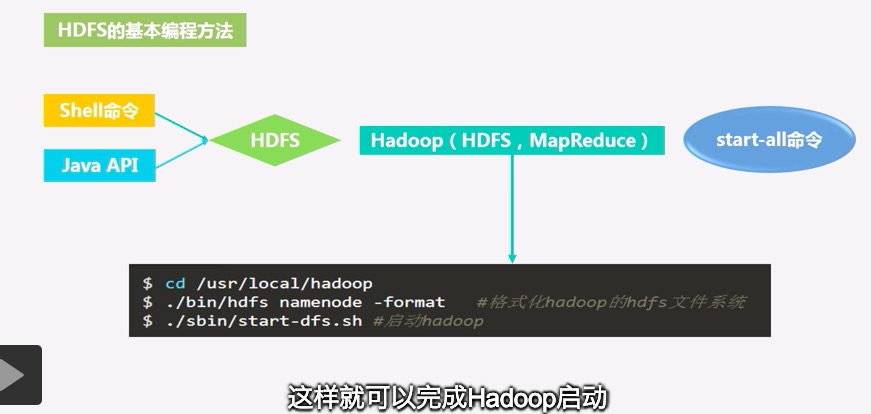 HDFS的基本编程方法
Shell命令
Java API
HDFS
Hadoop（HDFS，MapReduce）
start-all命令
$ cd /usr/local/hadoop
$ ./bin/hdfs namenode -format #格式化hadoop的hdfs文件系统
$ ./sbin/start-dfs.sh #启动hadoop
这样就可以完成Hadoop启动